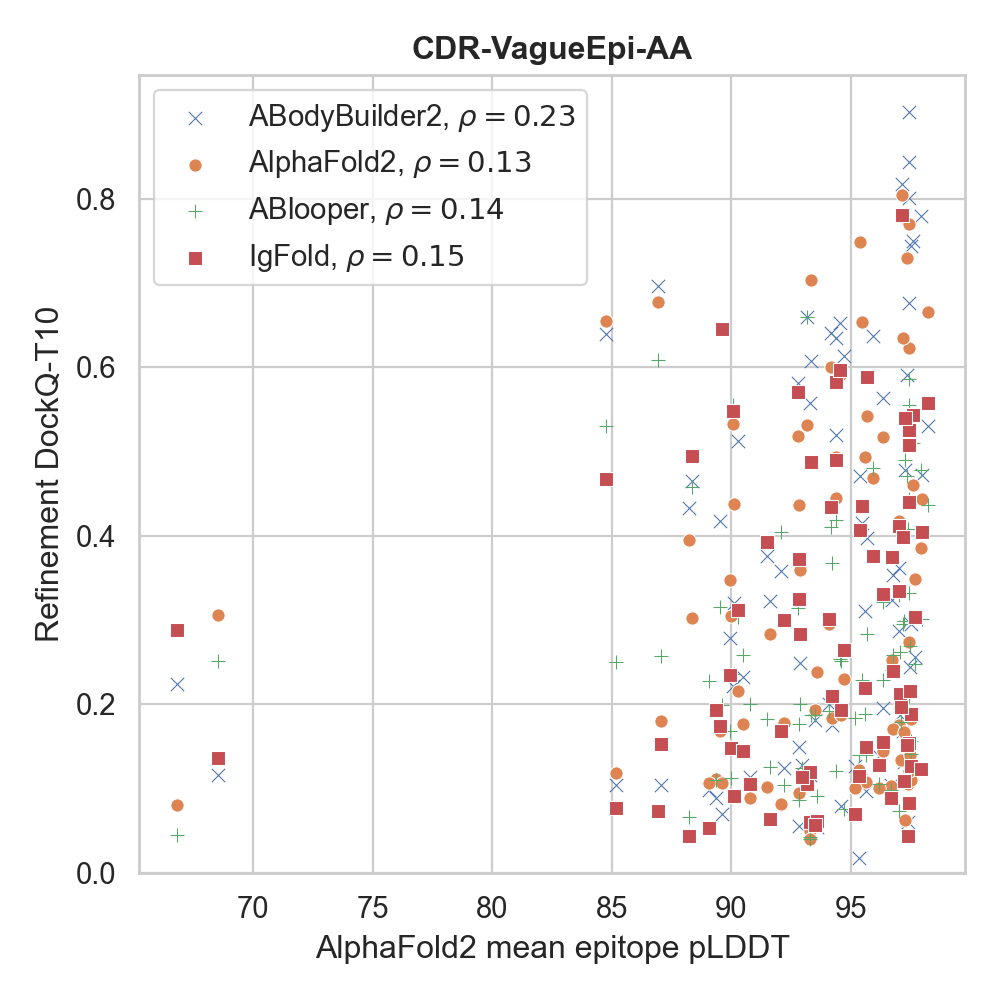 CDR-VagueEpi-AA
ABodyBuilder2, ρ = 0.23
AlphaFold2, ρ = 0.13
ABlooper, ρ = 0.14
IgFold, ρ = 0.15
Refinement DockQ-T10
0.8
0.6
0.4
0.2
0.0
70 75 80 85 90 95
AlphaFold2 mean epitope pLDDT